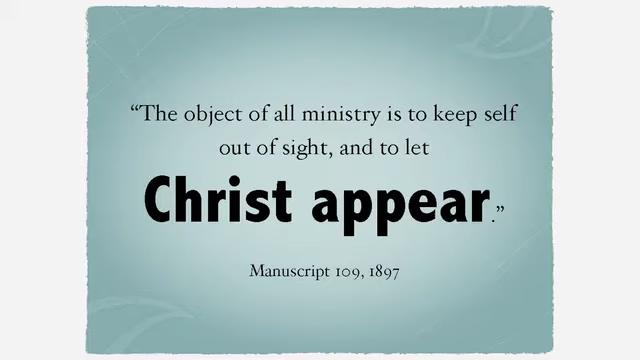 “The object of all ministry is to keep self
out of sight, and to let
Christ appear.”
Manuscript 109, 1897